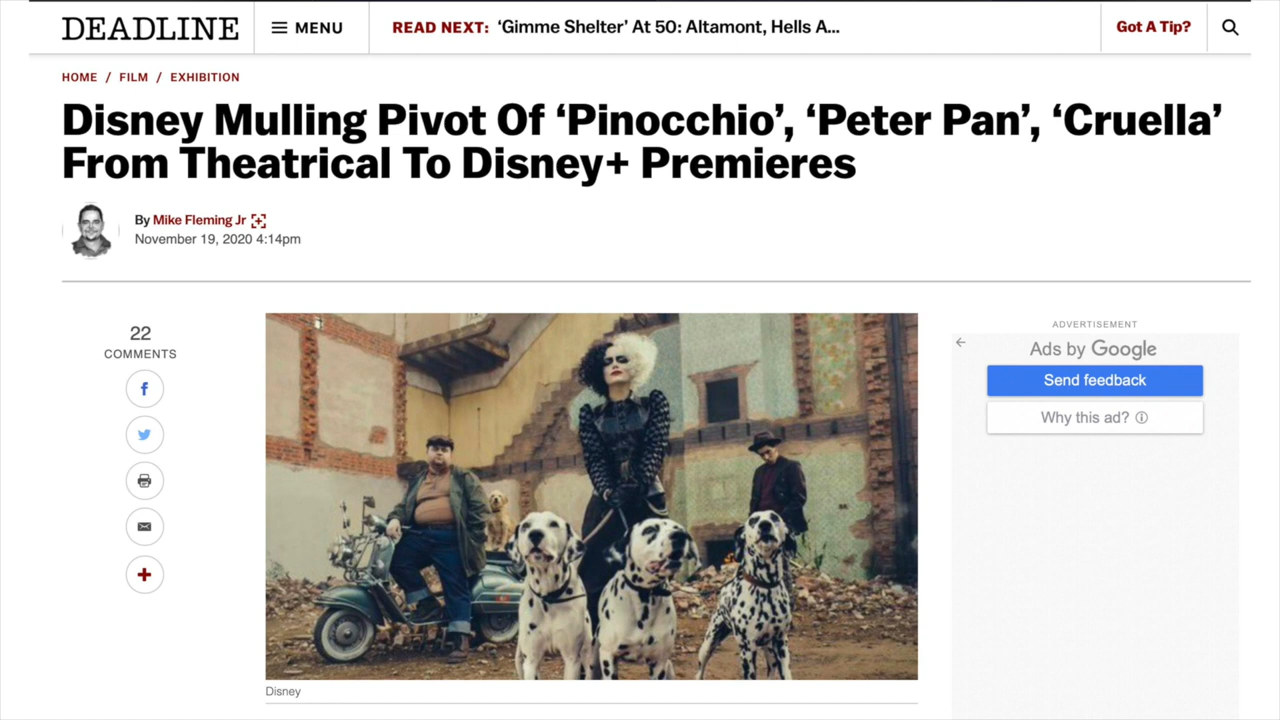 DEADLINE
MENU
READ NEXT: ‘Gimme Shelter’ At 50: Altamont, Hells A...
Got A Tip?
HOME / FILM / EXHIBITION
Disney Mulling Pivot Of ‘Pinocchio’, ‘Peter Pan’, ‘Cruella’
From Theatrical To Disney+ Premieres
By Mike Fleming Jr
November 19, 2020 4:14pm
22
COMMENTS
ADVERTISEMENT
Ads by Google
Send feedback
Why this ad?
Disney